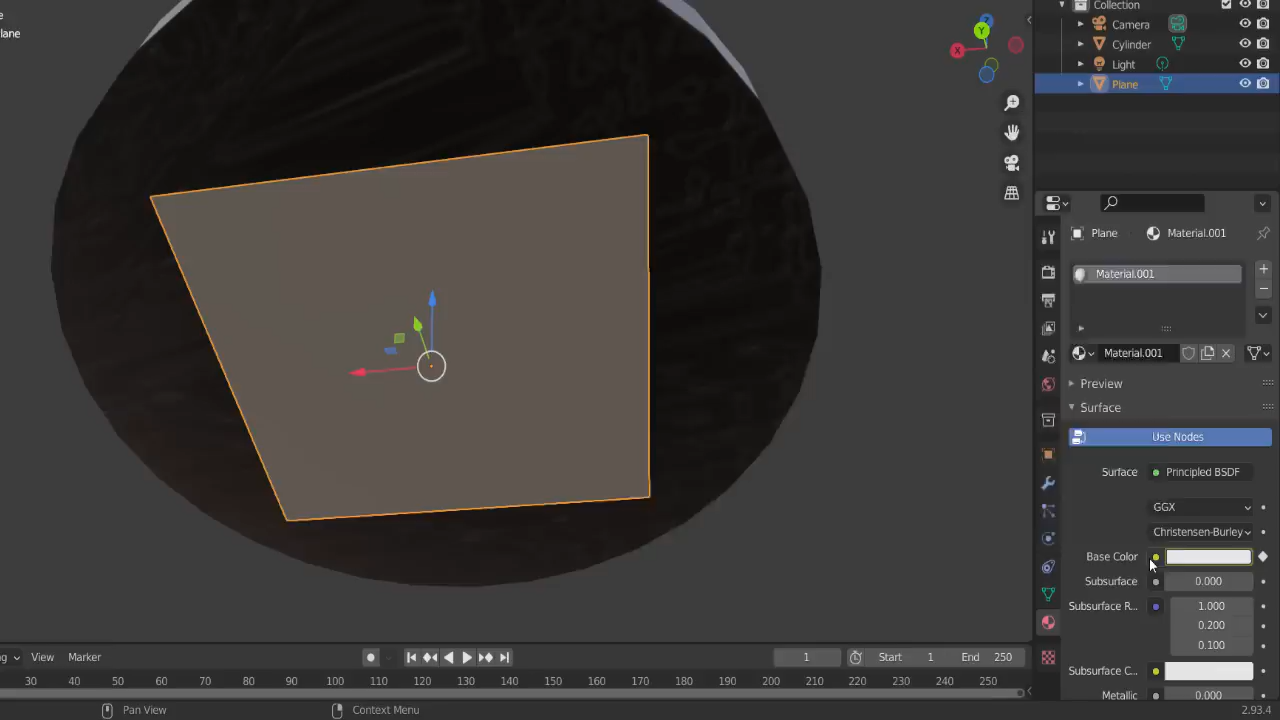 Collection
Camera
Cylinder
Light
Plane
lane
Y
X
Plane
Material.001
Material.001
Material.001
Preview
Surface
Use Nodes
Surface
Principled BSDF
GGX
Christensen-Burley
Base Color
Subsurface
0.000
Subsurface R...
1.000
0.200
0.100
Subsurface C...
Metallic
0.000
View
Marker
1
Start
1
End
250
30
40
50
60
70
80
90
100
110
120
130
140
150
160
170
180
190
200
210
220
230
240
250
Pan View
Context Menu
2.93.4